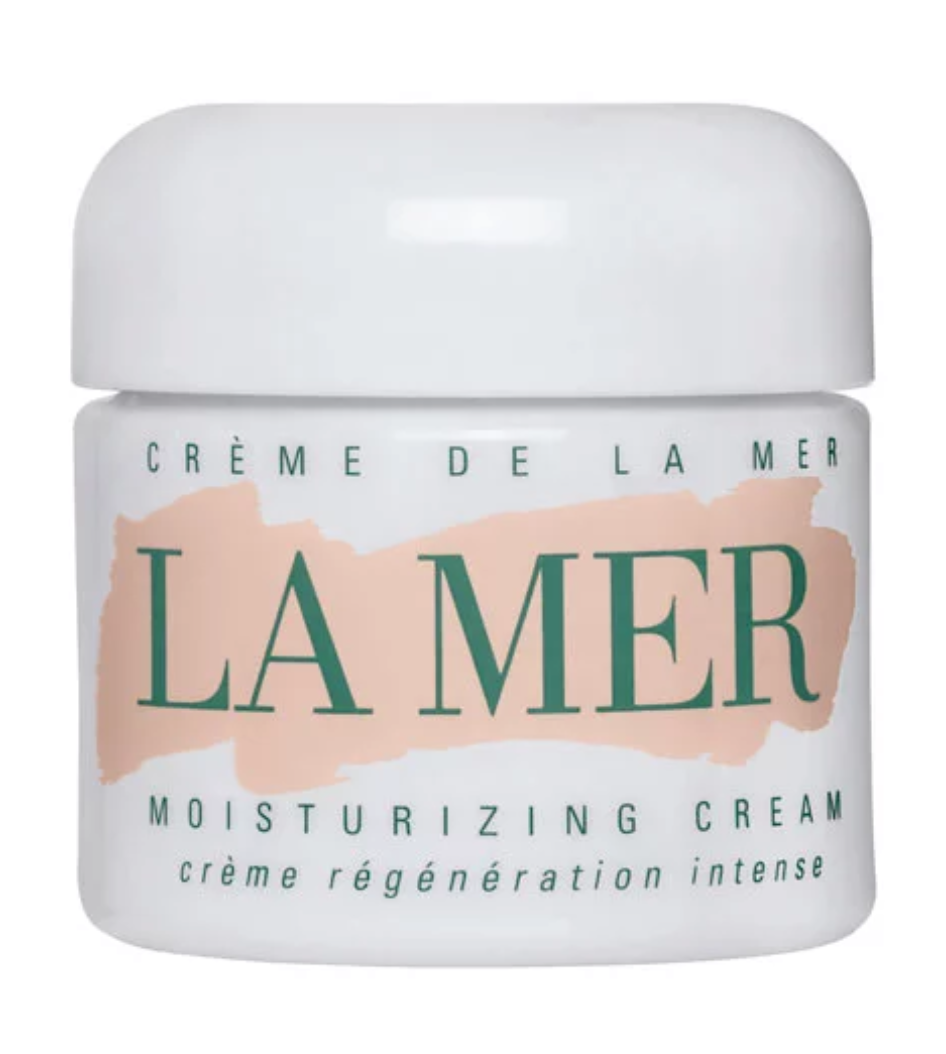 CRÈME DE LA MER
LA MER
MOISTURIZING CREAM
crème régénération intense